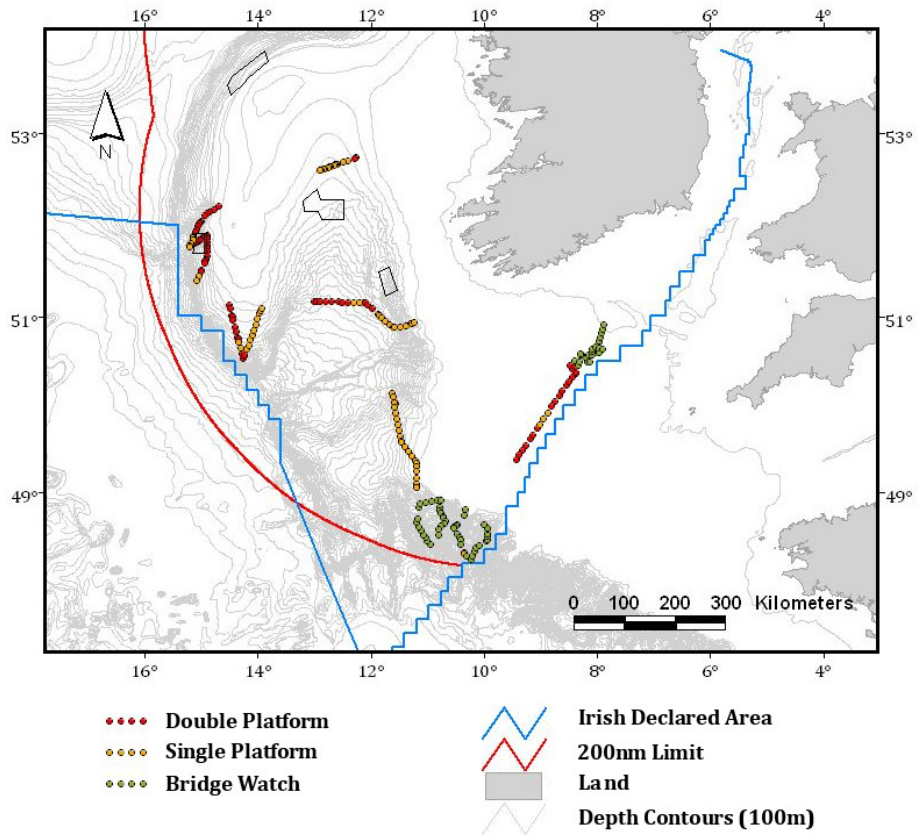 16° 14° 12° 10° 8° 6° 4°
53° 53°
N
51° 51°
49° 49°
0 100 200 300 Kilometers
16° 14° 12° 10° 8° 6° 4°
Double Platform
Single Platform
Bridge Watch
Irish Declared Area
200nm Limit
Land
Depth Contours (100m)